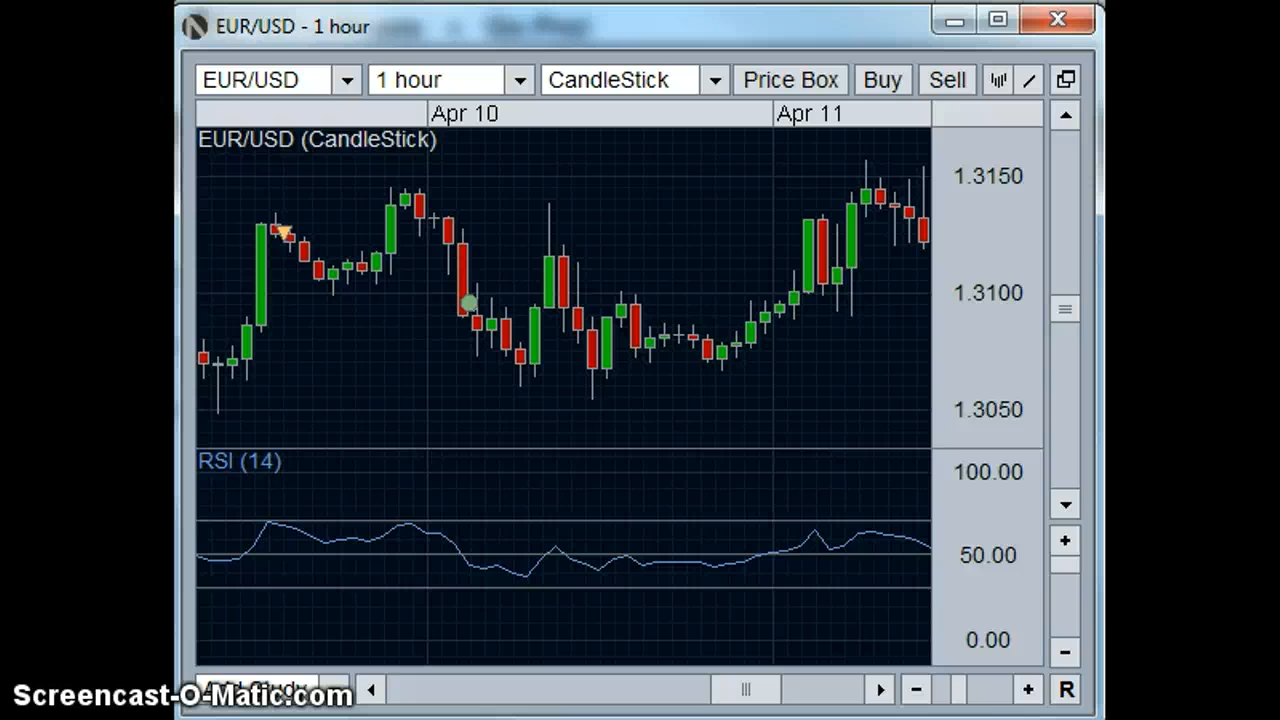 EUR/USD - 1 hour
EUR/USD 1 hour CandleStick Price Box Buy Sell
Apr 10 Apr 11
EUR/USD (CandleStick)
1.3150
1.3100
1.3050
RSI (14)
100.00
50.00
0.00
R
Screencast-O-Matic.com